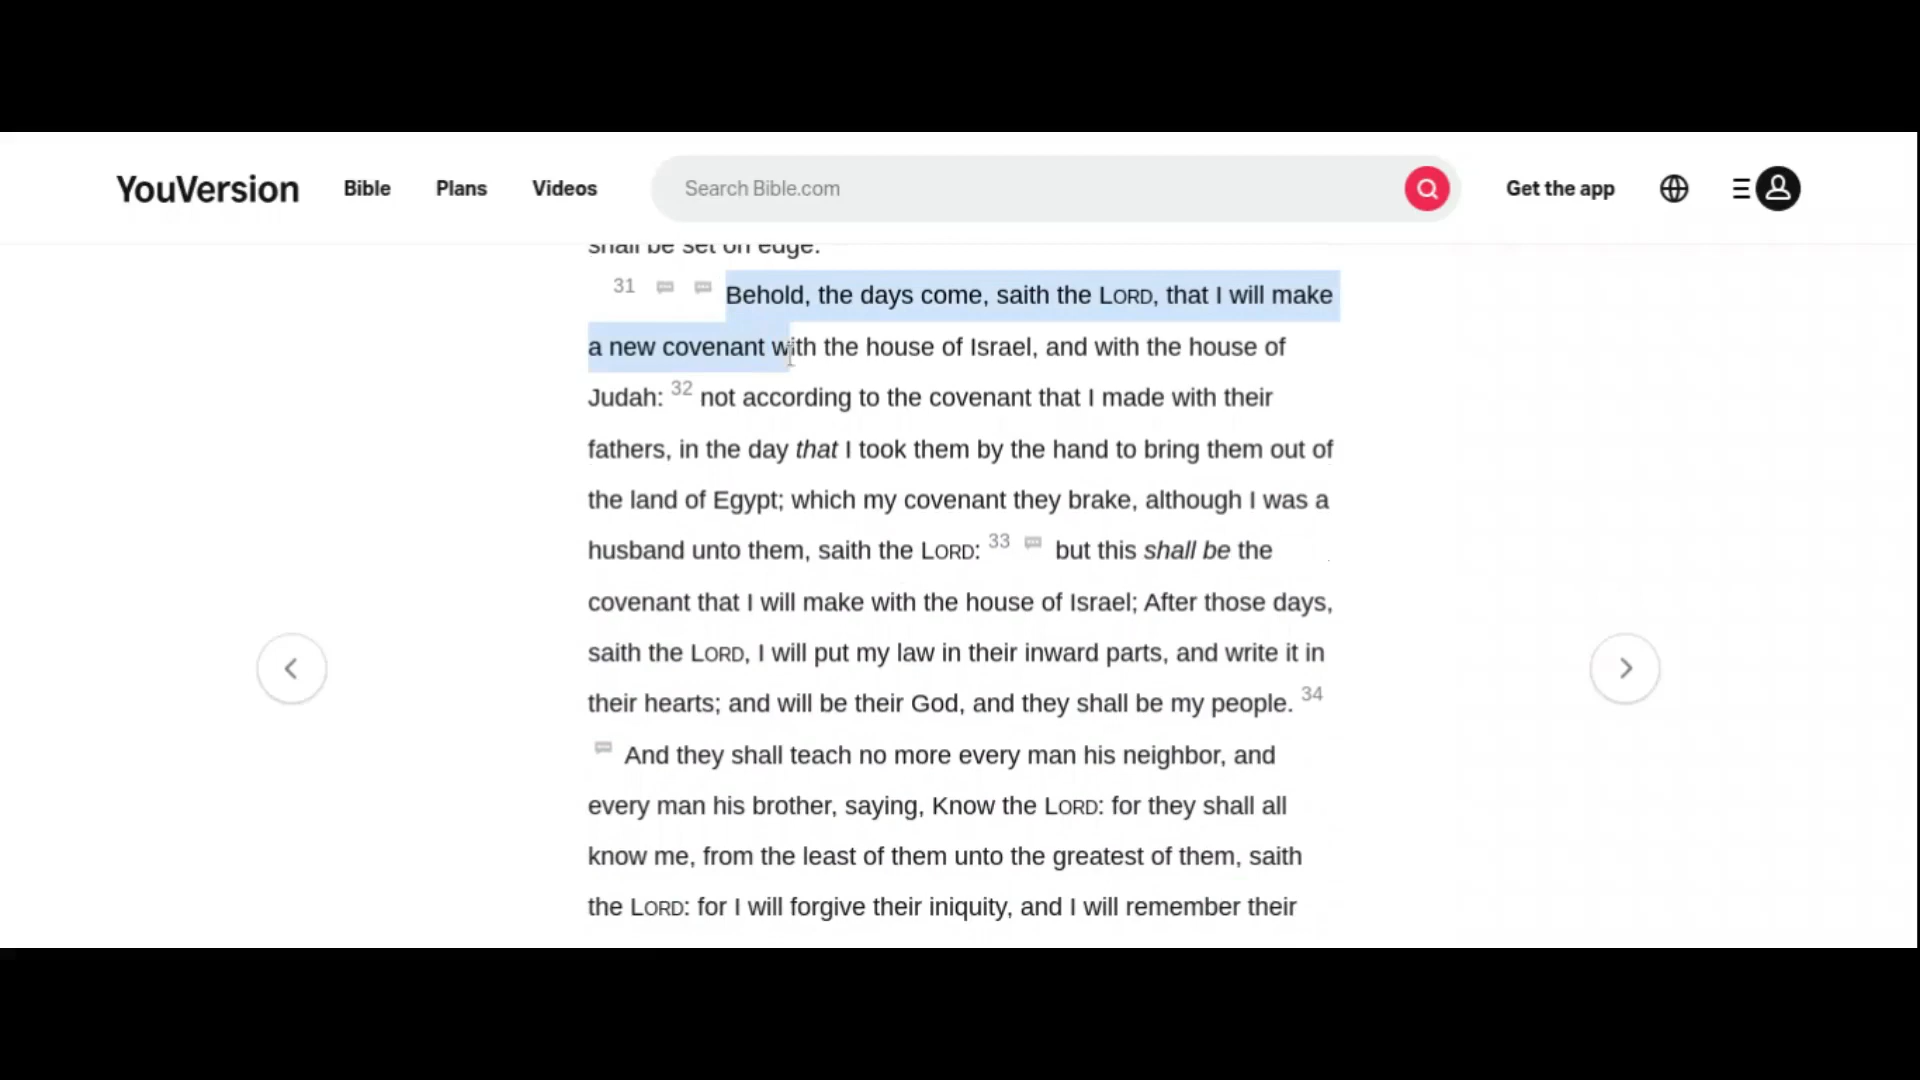 YouVersion Bible Plans Videos Search Bible.com Get the app
shall be set on edge.
31 Behold, the days come, saith the LORD, that I will make
a new covenant with the house of Israel, and with the house of
Judah: 32 not according to the covenant that I made with their
fathers, in the day that I took them by the hand to bring them out of
the land of Egypt; which my covenant they brake, although I was a
husband unto them, saith the LORD: 33 but this shall be the
covenant that I will make with the house of Israel; After those days,
saith the LORD, I will put my law in their inward parts, and write it in
their hearts; and will be their God, and they shall be my people. 34
And they shall teach no more every man his neighbor, and
every man his brother, saying, Know the LORD: for they shall all
know me, from the least of them unto the greatest of them, saith
the LORD: for I will forgive their iniquity, and I will remember their